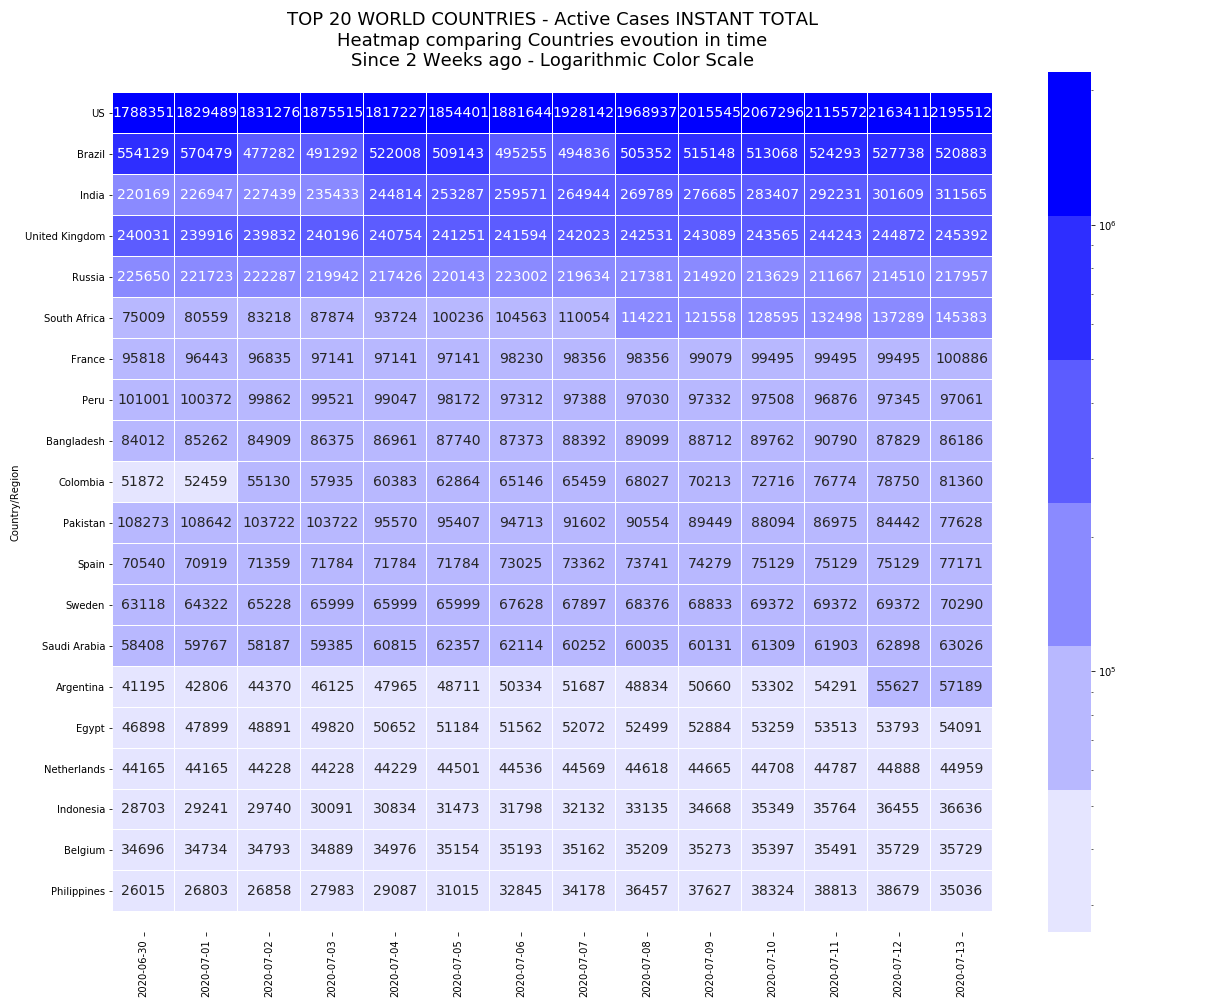 TOP 20 WORLD COUNTRIES - Active Cases INSTANT TOTAL
Heatmap comparing Countries evoution in time
Since 2 Weeks ago - Logarithmic Color Scale
US 1788351 1829489 1831276 1875515 1817227 1854401 1881644 1928142 1968937 2015545 2067296 2115572 2163411 2195512
Brazil 554129 570479 477282 491292 522008 509143 495255 494836 505352 515148 513068 524293 527738 520883
India 220169 226947 227439 235433 244814 253287 259571 264944 269789 276685 283407 292231 301609 311565
United Kingdom 240031 239916 239832 240196 240754 241251 241594 242023 242531 243089 243565 244243 244872 245392
Russia 225650 221723 222287 219942 217426 220143 223002 219634 217381 214920 213629 211667 214510 217957
South Africa 75009 80559 83218 87874 93724 100236 104563 110054 114221 121558 128595 132498 137289 145383
France 95818 96443 96835 97141 97141 97141 98230 98356 98356 99079 99495 99495 99495 100886
Peru 101001 100372 99862 99521 99047 98172 97312 97388 97030 97332 97508 96876 97345 97061
Bangladesh 84012 85262 84909 86375 86961 87740 87373 88392 89099 88712 89762 90790 87829 86186
Colombia 51872 52459 55130 57935 60383 62864 65146 65459 68027 70213 72716 76774 78750 81360
Pakistan 108273 108642 103722 103722 95570 95407 94713 91602 90554 89449 88094 86975 84442 77628
Spain 70540 70919 71359 71784 71784 71784 73025 73362 73741 74279 75129 75129 75129 77171
Sweden 63118 64322 65228 65999 65999 65999 67628 67897 68376 68833 69372 69372 69372 70290
Saudi Arabia 58408 59767 58187 59385 60815 62357 62114 60252 60035 60131 61309 61903 62898 63026
Argentina 41195 42806 44370 46125 47965 48711 50334 51687 48834 50660 53302 54291 55627 57189
Egypt 46898 47899 48891 49820 50652 51184 51562 52072 52499 52884 53259 53513 53793 54091
Netherlands 44165 44165 44228 44228 44229 44501 44536 44569 44618 44665 44708 44787 44888 44959
Indonesia 28703 29241 29740 30091 30834 31473 31798 32132 33135 34668 35349 35764 36455 36636
Belgium 34696 34734 34793 34889 34976 35154 35193 35162 35209 35273 35397 35491 35729 35729
Philippines 26015 26803 26858 27983 29087 31015 32845 34178 36457 37627 38324 38813 38679 35036
2020-06-30 2020-07-01 2020-07-02 2020-07-03 2020-07-04 2020-07-05 2020-07-06 2020-07-07 2020-07-08 2020-07-09 2020-07-10 2020-07-11 2020-07-12 2020-07-13
Country/Region
10⁶
10⁵